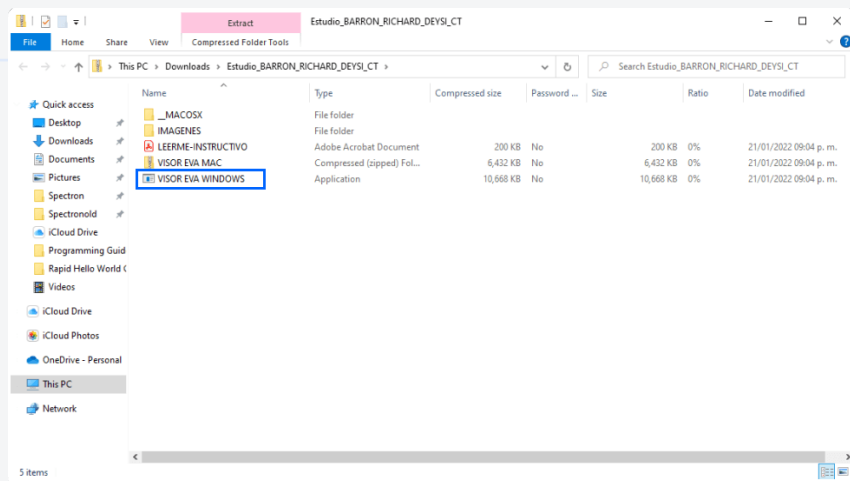 Extract
Estudio_BARRON_RICHARD_DEYSI_CT
File Home Share View Compressed Folder Tools
This PC > Downloads > Estudio_BARRON_RICHARD_DEYSI_CT >
Search Estudio_BARRON_RICHARD_DEYSI_CT
Name Type Compressed size Password ... Size Ratio Date modified
__MACOSX File folder
IMAGENES File folder
LEERME-INSTRUCTIVO Adobe Acrobat Document 200 KB No 200 KB 0% 21/01/2022 09:04 p. m.
VISOR EVA MAC Compressed (zipped) Fol... 6,432 KB No 6,432 KB 0% 21/01/2022 09:04 p. m.
VISOR EVA WINDOWS Application 10,668 KB No 10,668 KB 0% 21/01/2022 09:04 p. m.
Quick access
Desktop
Downloads
Documents
Pictures
Spectron
Spectronold
iCloud Drive
Programming Guid
Rapid Hello World
Videos
iCloud Drive
iCloud Photos
OneDrive - Personal
This PC
Network
5 items